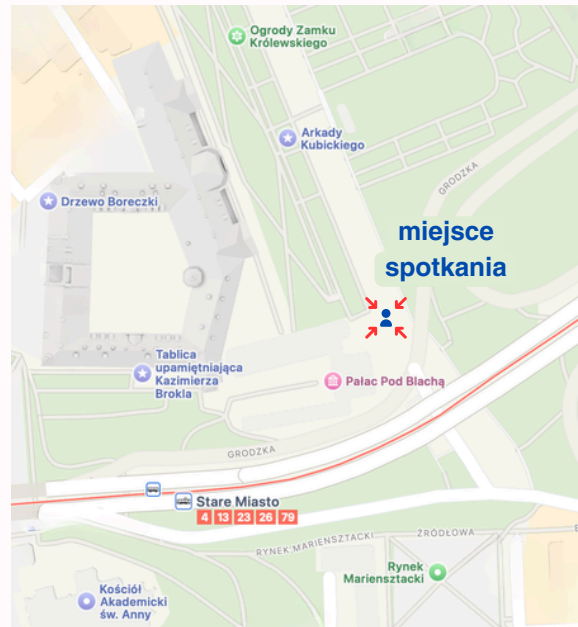 Ogrody Zamku
Królewskiego
Arkady
Kubickiego
GRODZKA
Drzewo Boreczki
miejsce
spotkania
Tablica
upamiętniająca
Kazimierza
Brokla
Pałac Pod Blachą
GRODZKA
Stare Miasto
4 13 23 26 79
RYNEK MARIENSZTACKI
ŹRÓDŁOWA
Rynek
Mariensztacki
Kościół
Akademicki
św. Anny